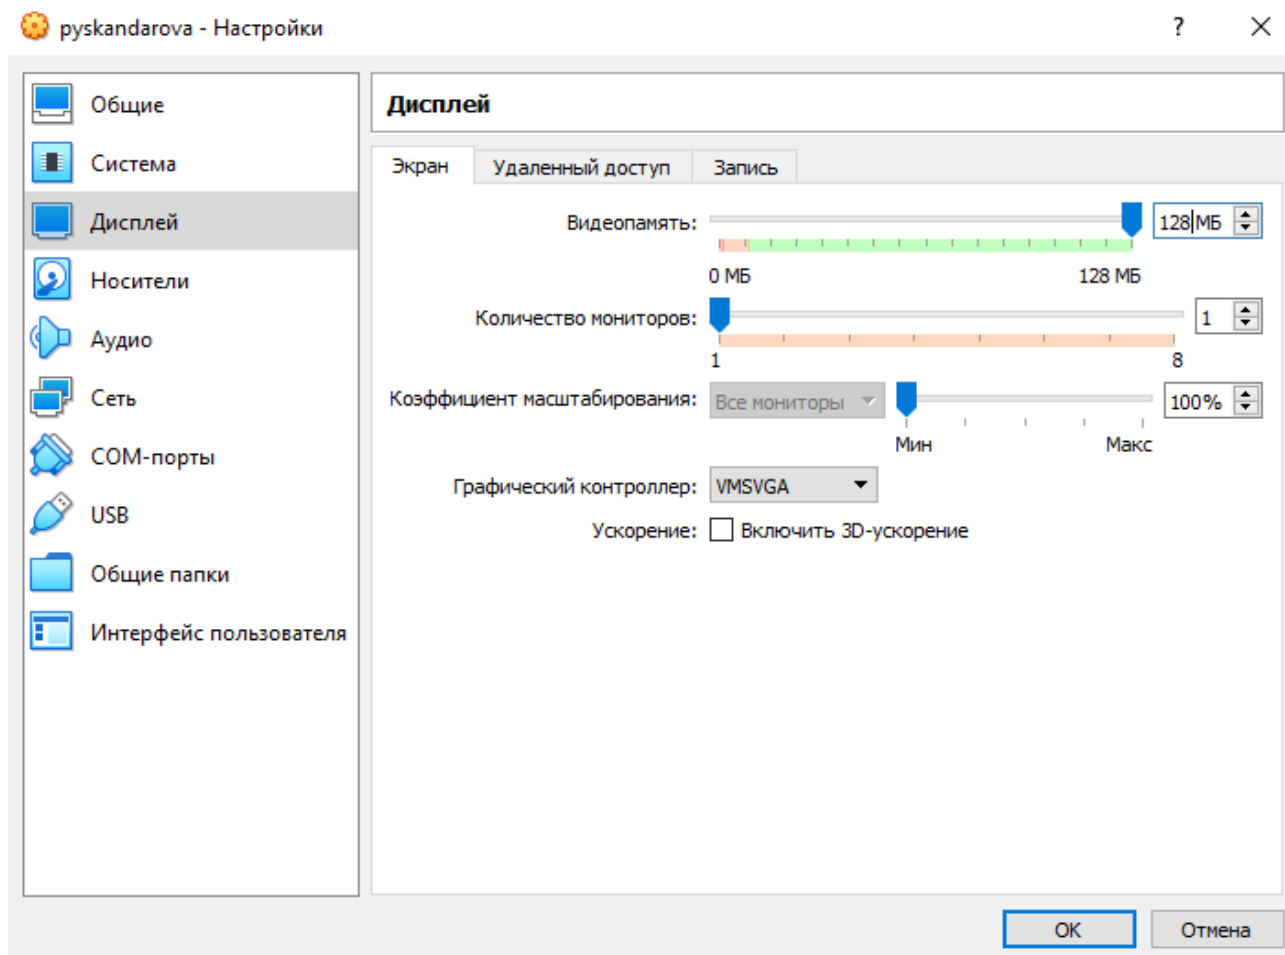 pyskandarova - Настройки
?
Общие
Система
Дисплей
Носители
Аудио
Сеть
COM-порты
USB
Общие папки
Интерфейс пользователя
Дисплей
Экран Удаленный доступ Запись
Видеопамять: 128 МБ
0 МБ 128 МБ
Количество мониторов: 1
1 8
Коэффициент масштабирования: Все мониторы 100%
Мин Макс
Графический контроллер: VMSVGA
Ускорение: Включить 3D-ускорение
OK Отмена